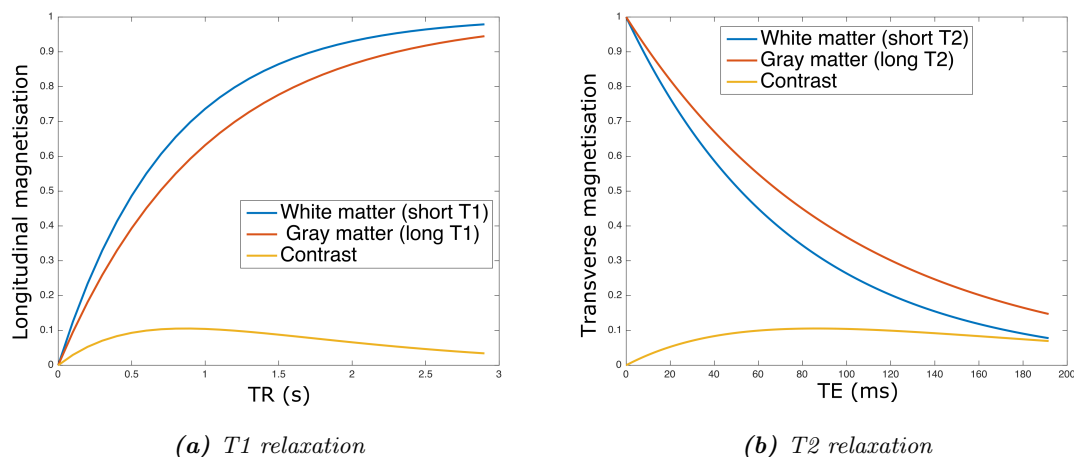 1
0.9
0.8
0.7
0.6
0.5
0.4
0.3
0.2
0.1
0
Longitudinal magnetisation
White matter (short T1)
Gray matter (long T1)
Contrast
0 0.5 1 1.5 2 2.5 3
TR (s)
(a) T1 relaxation
1
0.9
0.8
0.7
0.6
0.5
0.4
0.3
0.2
0.1
0
Transverse magnetisation
White matter (short T2)
Gray matter (long T2)
Contrast
0 20 40 60 80 100 120 140 160 180 200
TE (ms)
(b) T2 relaxation